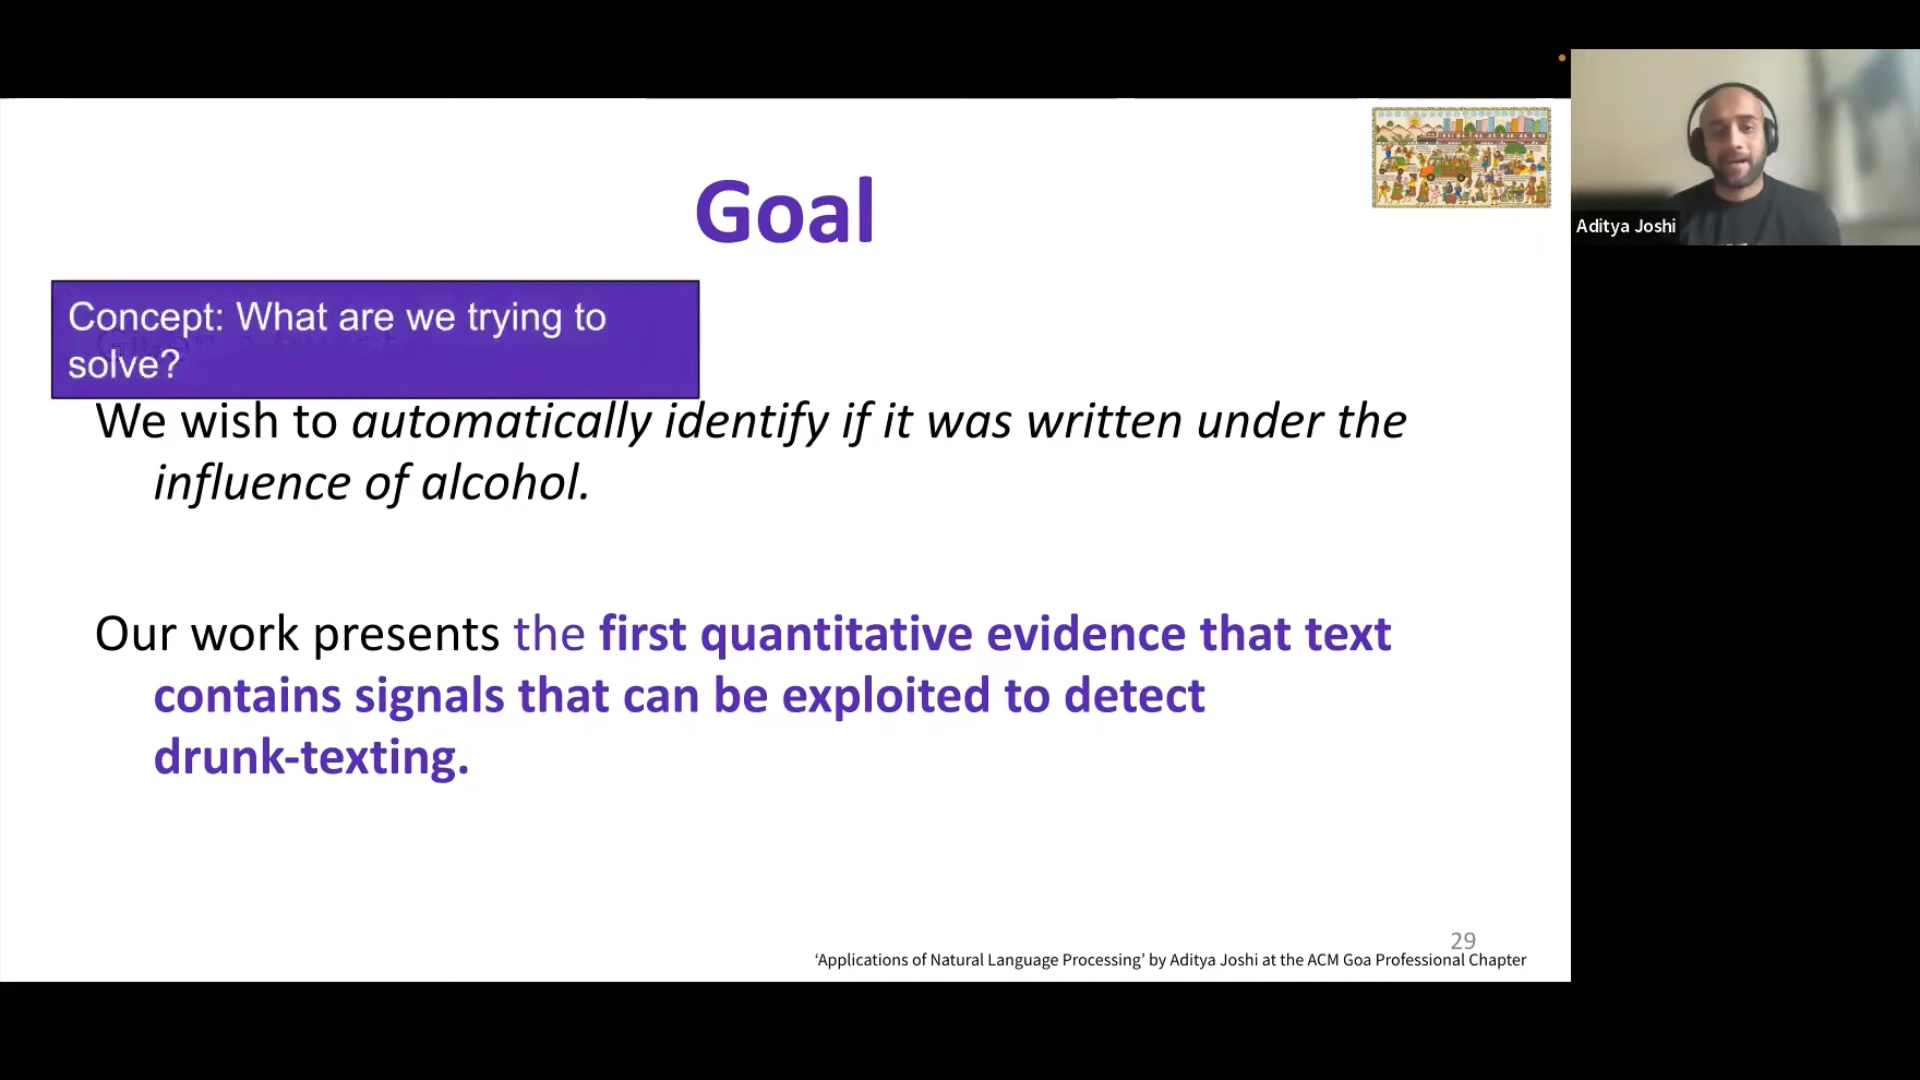 Goal
Aditya Joshi
Concept: What are we trying to
solve?
We wish to automatically identify if it was written under the
influence of alcohol.
Our work presents the first quantitative evidence that text
contains signals that can be exploited to detect
drunk-texting.
29
‘Applications of Natural Language Processing’ by Aditya Joshi at the ACM Goa Professional Chapter